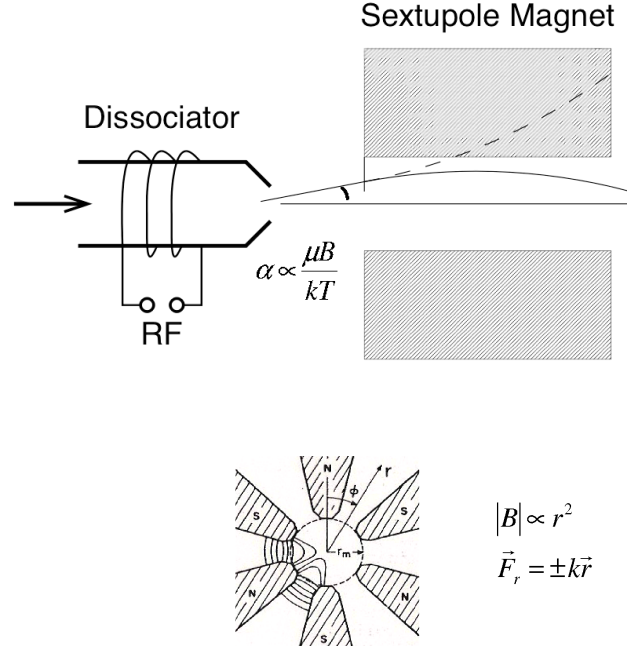 Sextupole Magnet
Dissociator
α ∝ μB / kT
RF
N
ϕ
r
S
S
r_m
N
N
S
|B| ∝ r²
F⃗_r = ±kr⃗